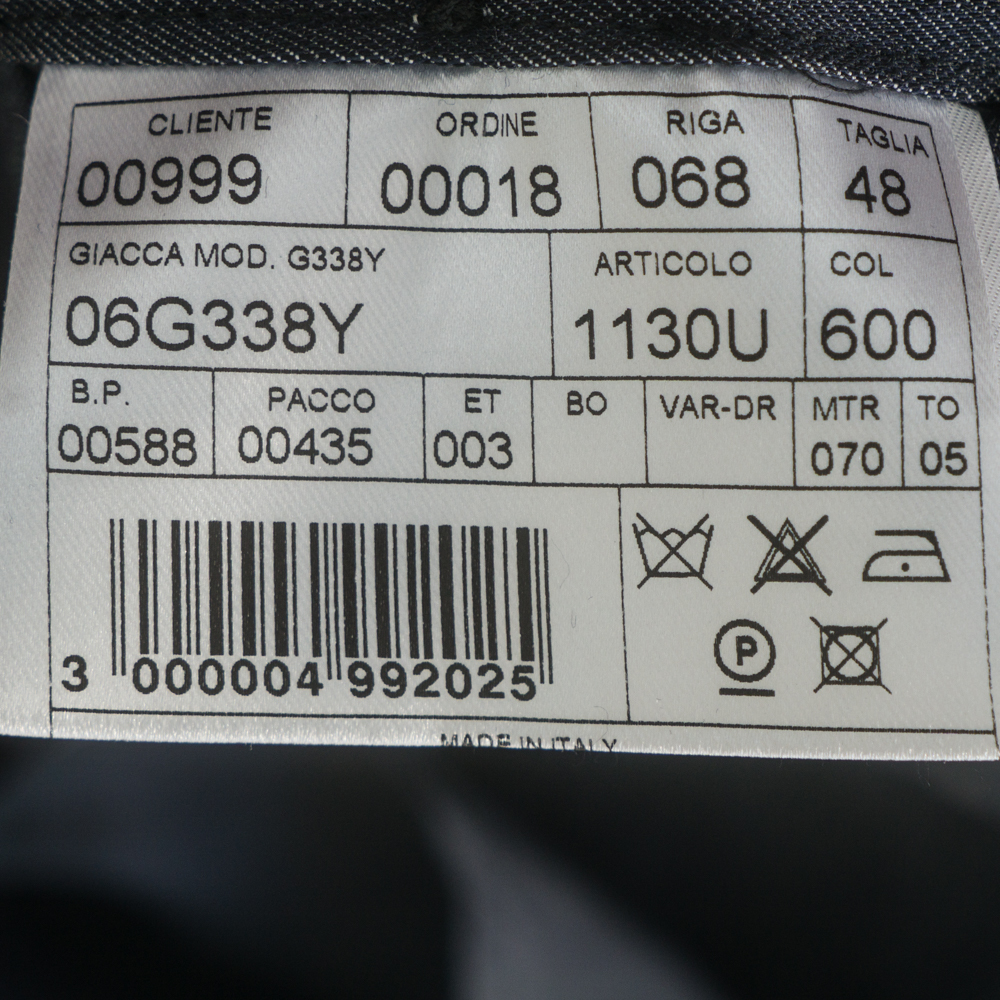 CLIENTE ORDINE RIGA TAGLIA
00999 00018 068 48
GIACCA MOD. G338Y ARTICOLO COL
06G338Y 1130U 600
B.P. PACCO ET BO VAR-DR MTR TO
00588 00435 003 070 05
3 000004 992025
P
MADE IN ITALY